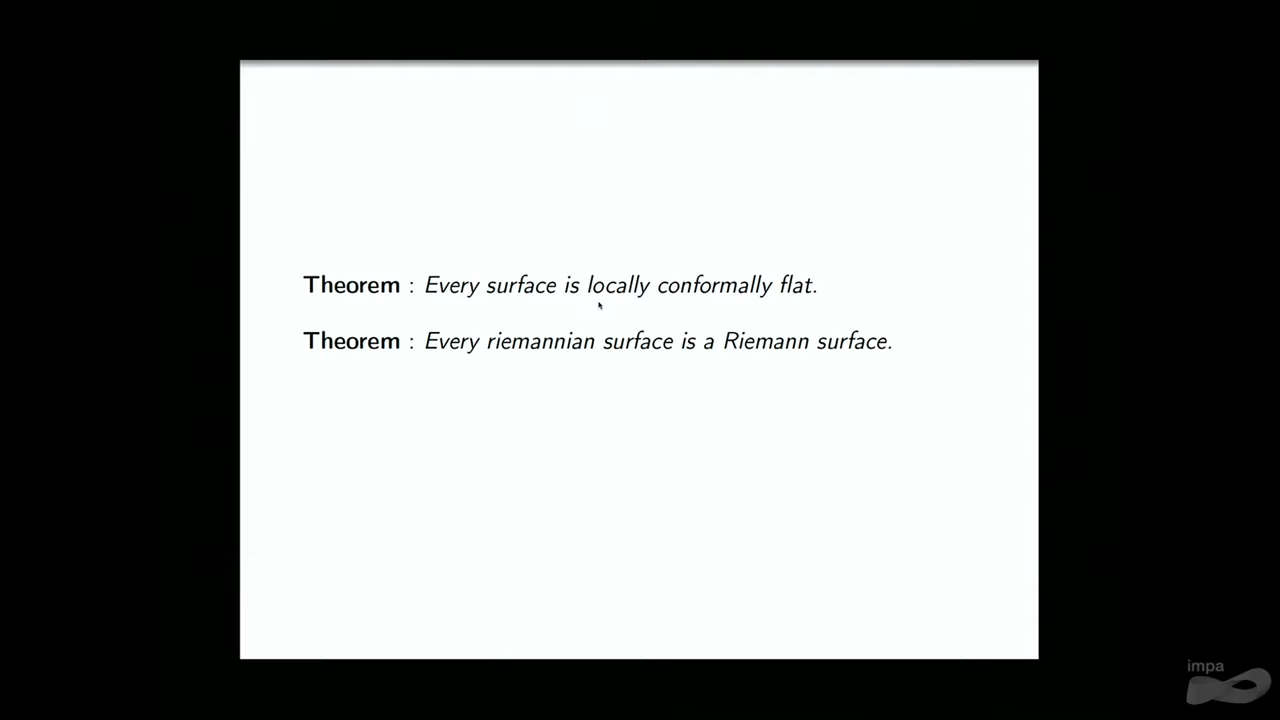 Theorem : Every surface is locally conformally flat.
Theorem : Every riemannian surface is a Riemann surface.
impa